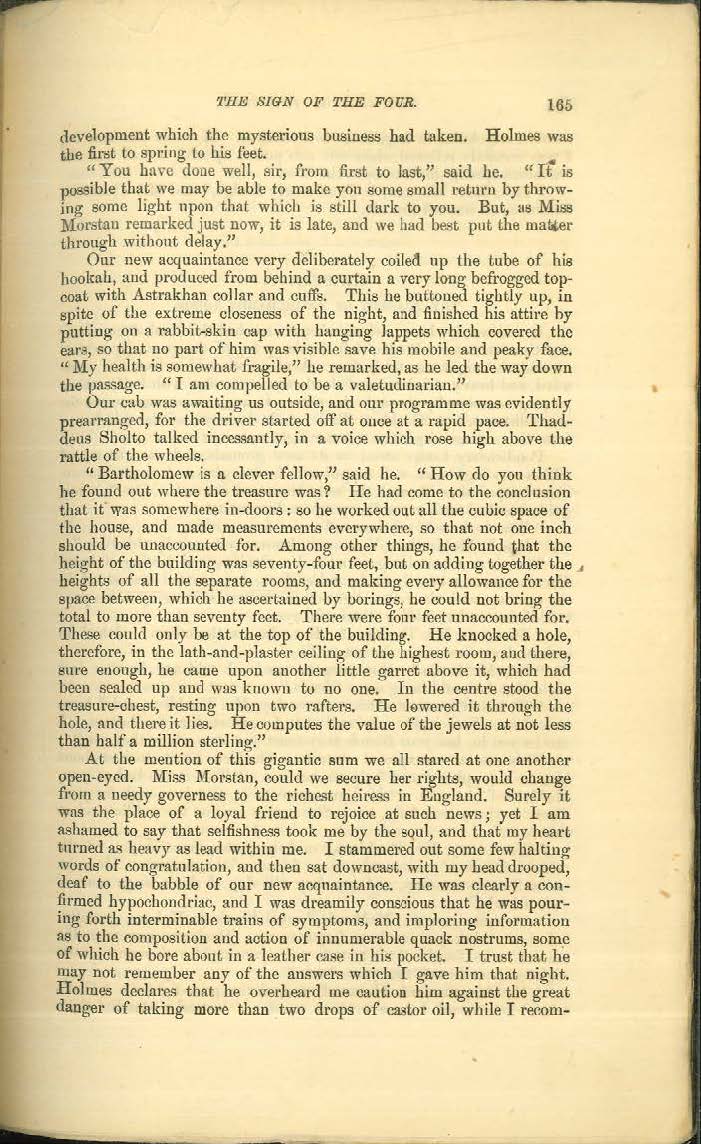 THE SIGN OF THE FOUR. 165
development which the mysterious business had taken. Holmes was
the first to spring to his feet.
“You have done well, sir, from first to last,” said he. “It is
possible that we may be able to make you some small return by throw-
ing some light upon that which is still dark to you. But, as Miss
Morstan remarked just now, it is late, and we had best put the matter
through without delay.”
Our new acquaintance very deliberately coiled up the tube of his
hookah, and produced from behind a curtain a very long befrogged top-
coat with Astrakhan collar and cuffs. This he buttoned tightly up, in
spite of the extreme closeness of the night, and finished his attire by
putting on a rabbit-skin cap with hanging lappets which covered the
ears, so that no part of him was visible save his mobile and peaky face.
“My health is somewhat fragile,” he remarked, as he led the way down
the passage. “I am compelled to be a valetudinarian.”
Our cab was awaiting us outside, and our programme was evidently
prearranged, for the driver started off at once at a rapid pace. Thad-
deus Sholto talked incessantly, in a voice which rose high above the
rattle of the wheels.
“Bartholomew is a clever fellow,” said he. “How do you think
he found out where the treasure was? He had come to the conclusion
that it was somewhere in-doors: so he worked out all the cubic space of
the house, and made measurements everywhere, so that not one inch
should be unaccounted for. Among other things, he found that the
height of the building was seventy-four feet, but on adding together the
heights of all the separate rooms, and making every allowance for the
space between, which he ascertained by borings, he could not bring the
total to more than seventy feet. There were four feet unaccounted for.
These could only be at the top of the building. He knocked a hole,
therefore, in the lath-and-plaster ceiling of the highest room, and there,
sure enough, he came upon another little garret above it, which had
been sealed up and was known to no one. In the centre stood the
treasure-chest, resting upon two rafters. He lowered it through the
hole, and there it lies. He computes the value of the jewels at not less
than half a million sterling.”
At the mention of this gigantic sum we all stared at one another
open-eyed. Miss Morstan, could we secure her rights, would change
from a needy governess to the richest heiress in England. Surely it
was the place of a loyal friend to rejoice at such news; yet I am
ashamed to say that selfishness took me by the soul, and that my heart
turned as heavy as lead within me. I stammered out some few halting
words of congratulation, and then sat downcast, with my head drooped,
deaf to the babble of our new acquaintance. He was clearly a con-
firmed hypochondriac, and I was dreamily conscious that he was pour-
ing forth interminable trains of symptoms, and imploring information
as to the composition and action of innumerable quack nostrums, some
of which he bore about in a leather case in his pocket. I trust that he
may not remember any of the answers which I gave him that night.
Holmes declares that he overheard me caution him against the great
danger of taking more than two drops of castor oil, while I recom-